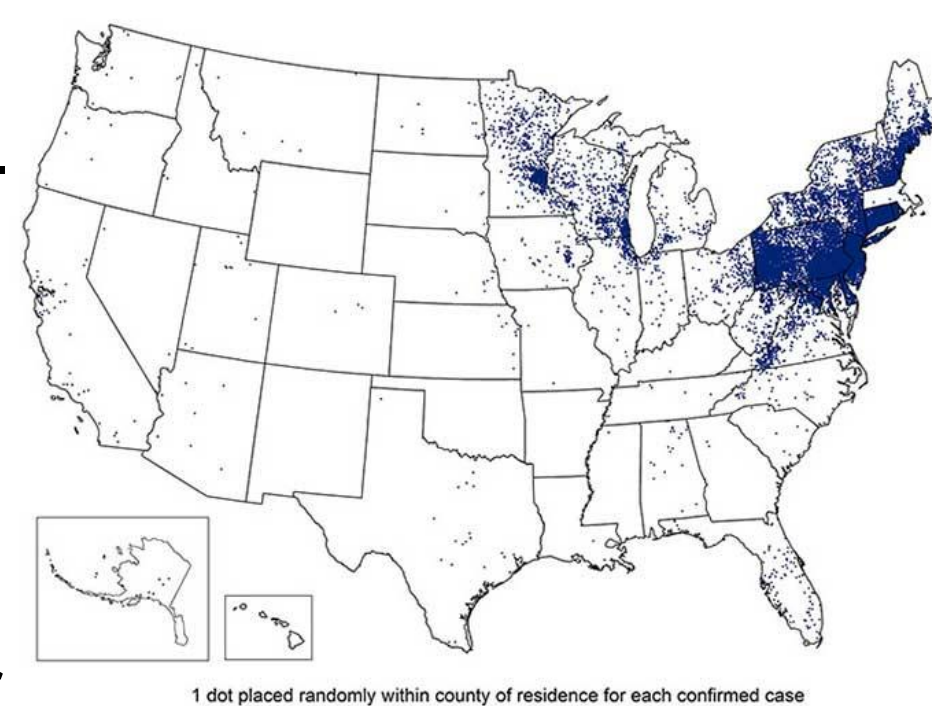 1 dot placed randomly within county of residence for each confirmed case